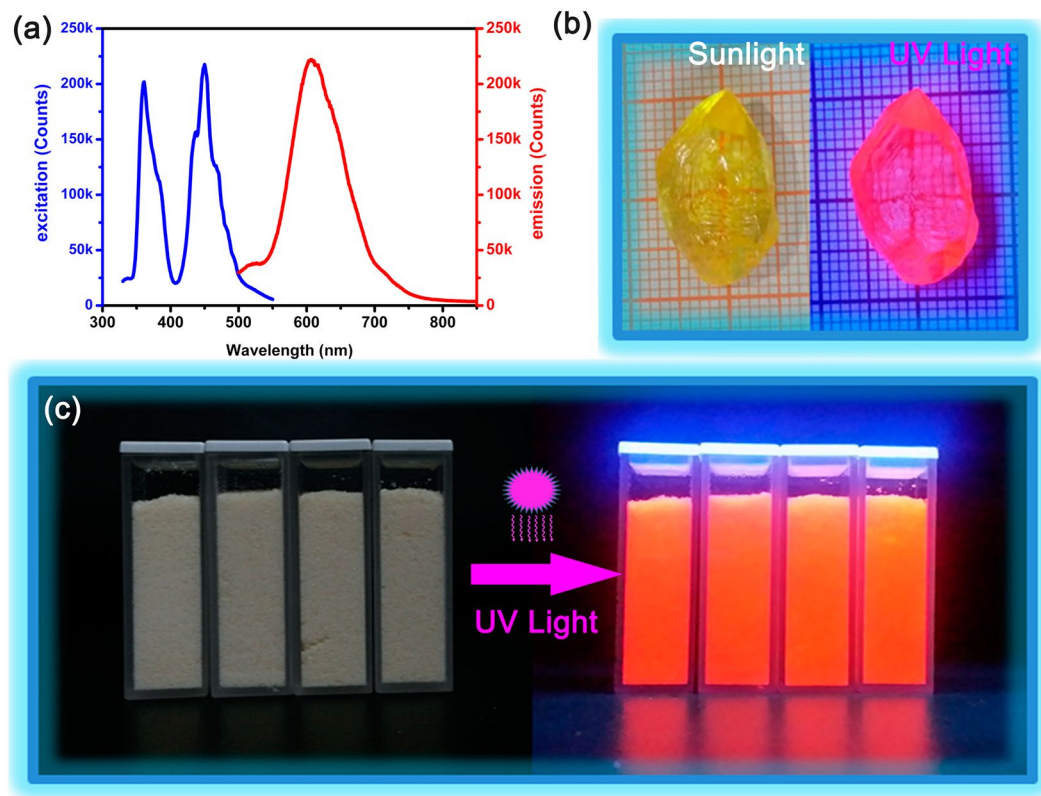 (a)
250k
200k
150k
100k
50k
0
excitation (Counts)
300
400
500
600
700
800
Wavelength (nm)
250k
200k
150k
100k
50k
0
emission (Counts)
(b)
Sunlight
UV Light
(c)
UV Light